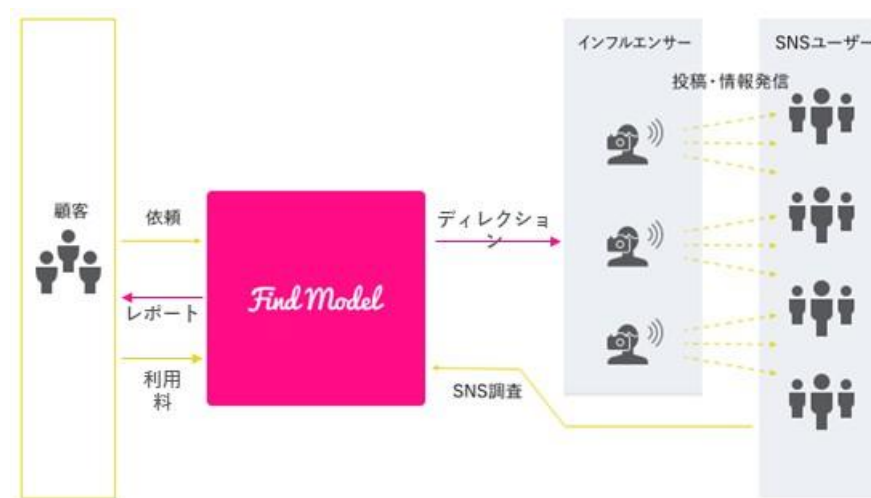 インフルエンサー
SNSユーザー
投稿・情報発信
顧客
依頼
ディレクショ
ン
Find Model
レポート
利用
料
SNS調査